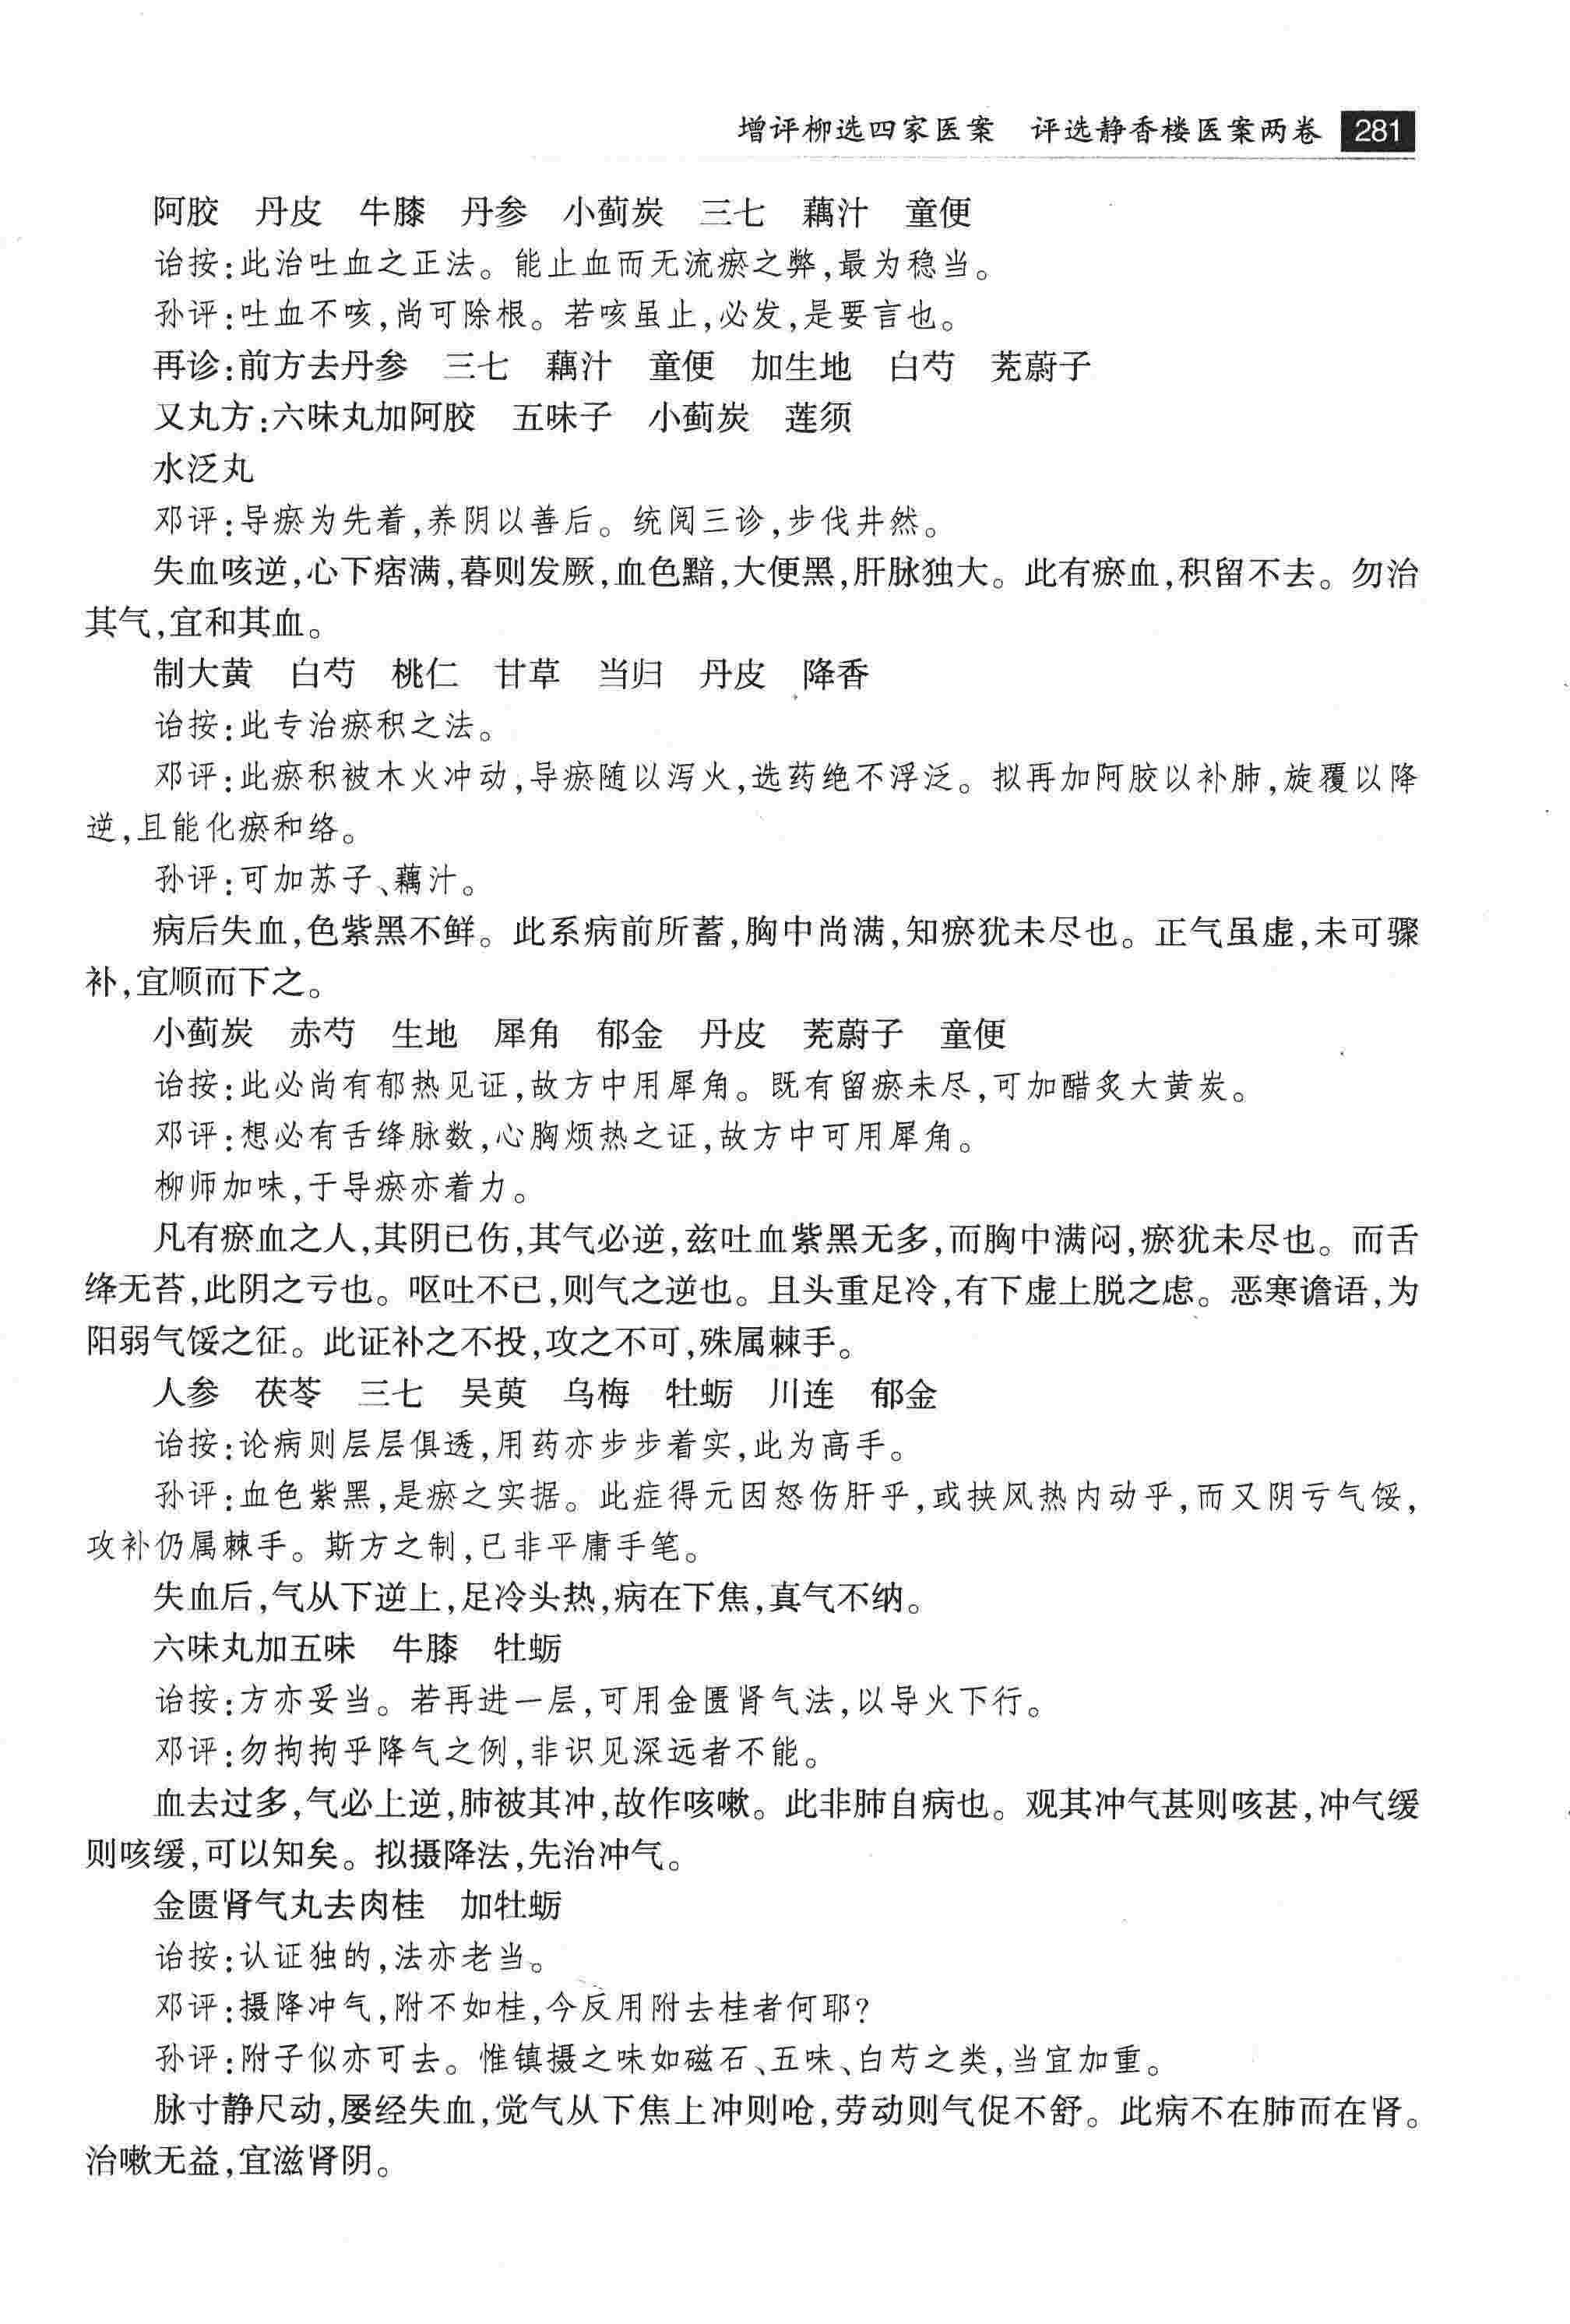 增评柳选四家医案　评选静香楼医案两卷 281
阿胶　丹皮　牛膝　丹参　小蓟炭　三七　藕汁　童便
诒按:此治吐血之正法。能止血而无流瘀之弊,最为稳当。
孙评:吐血不咳,尚可除根。若咳虽止,必发,是要言也。
再诊:前方去丹参　三七　藕汁　童便　加生地　白芍　茺蔚子
又丸方:六味丸加阿胶　五味子　小蓟炭　莲须
水泛丸
邓评:导瘀为先着,养阴以善后。统阅三诊,步伐井然。
失血咳逆,心下痞满,暮则发厥,血色黯,大便黑,肝脉独大。此有瘀血,积留不去。勿治
其气,宜和其血。
制大黄　白芍　桃仁　甘草　当归　丹皮　降香
诒按:此专治瘀积之法。
邓评:此瘀积被木火冲动,导瘀随以泻火,选药绝不浮泛。拟再加阿胶以补肺,旋覆以降
逆,且能化瘀和络。
孙评:可加苏子、藕汁。
病后失血,色紫黑不鲜。此系病前所蓄,胸中尚满,知瘀犹未尽也。正气虽虚,未可骤
补,宜顺而下之。
小蓟炭　赤芍　生地　犀角　郁金　丹皮　茺蔚子　童便
诒按:此必尚有郁热见证,故方中用犀角。既有留瘀未尽,可加醋炙大黄炭。
邓评:想必有舌绛脉数,心胸烦热之证,故方中可用犀角。
柳师加味,于导瘀亦着力。
凡有瘀血之人,其阴已伤,其气必逆,兹吐血紫黑无多,而胸中满闷,瘀犹未尽也。而舌
绛无苔,此阴之亏也。呕吐不已,则气之逆也。且头重足冷,有下虚上脱之虑。恶寒谵语,为
阳弱气馁之征。此证补之不投,攻之不可,殊属棘手。
人参　茯苓　三七　吴萸　乌梅　牡蛎　川连　郁金
诒按:论病则层层俱透,用药亦步步着实,此为高手。
孙评:血色紫黑,是瘀之实据。此症得元因怒伤肝乎,或挟风热内动乎,而又阴亏气馁,
攻补仍属棘手。斯方之制,已非平庸手笔。
失血后,气从下逆上,足冷头热,病在下焦,真气不纳。
六味丸加五味　牛膝　牡蛎
诒按:方亦妥当。若再进一层,可用金匮肾气法,以导火下行。
邓评:勿拘拘乎降气之例,非识见深远者不能。
血去过多,气必上逆,肺被其冲,故作咳嗽。此非肺自病也。观其冲气甚则咳甚,冲气缓
则咳缓,可以知矣。拟摄降法,先治冲气。
金匮肾气丸去肉桂　加牡蛎
诒按:认证独的,法亦老当。
邓评:摄降冲气,附不如桂,今反用附去桂者何耶?
孙评:附子似亦可去。惟镇摄之味如磁石、五味、白芍之类,当宜加重。
脉寸静尺动,屡经失血,觉气从下焦上冲则呛,劳动则气促不舒。此病不在肺而在肾。
治嗽无益,宜滋肾阴。